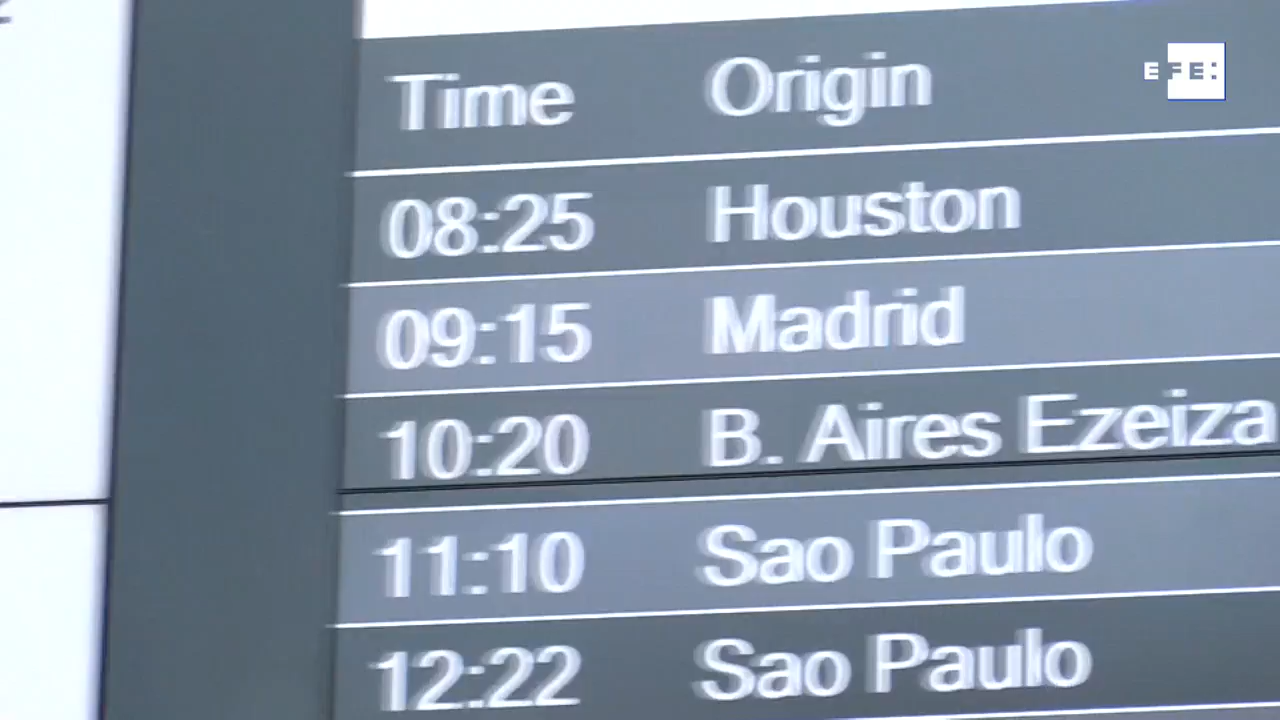 EFE:
Time Origin
08:25 Houston
09:15 Madrid
10:20 B. Aires Ezeiza
11:10 Sao Paulo
12:22 Sao Paulo